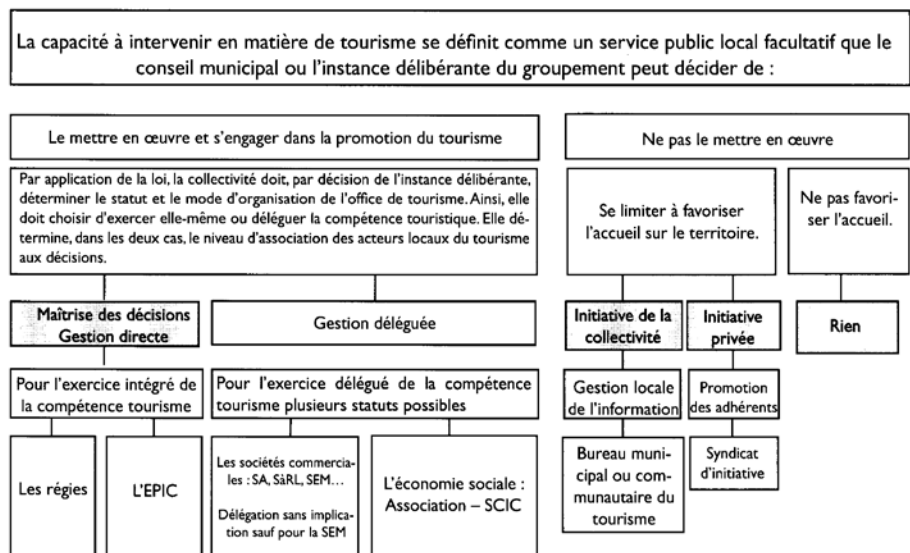 La capacité à intervenir en matière de tourisme se définit comme un service public local facultatif que le
conseil municipal ou l'instance délibérante du groupement peut décider de :
Le mettre en œuvre et s'engager dans la promotion du tourisme
Ne pas le mettre en œuvre
Par application de la loi, la collectivité doit, par décision de l'instance délibérante,
déterminer le statut et le mode d'organisation de l'office de tourisme. Ainsi, elle
doit choisir d'exercer elle-même ou déléguer la compétence touristique. Elle dé-
termine, dans les deux cas, le niveau d'association des acteurs locaux du tourisme
aux décisions.
Se limiter à favoriser
l'accueil sur le territoire.
Ne pas favori-
ser l'accueil.
Maîtrise des décisions
Gestion directe
Gestion déléguée
Initiative de la
collectivité
Initiative
privée
Rien
Pour l'exercice intégré de
la compétence tourisme
Pour l'exercice délégué de la compétence
tourisme plusieurs statuts possibles
Gestion locale
de l'information
Promotion
des adhérents
Les régies
L'EPIC
Les sociétés commercia-
les : SA, SàRL, SEM...
Délégation sans implica-
tion sauf pour la SEM
L'économie sociale :
Association – SCIC
Bureau muni-
cipal ou com-
munautaire du
tourisme
Syndicat
d'initiative